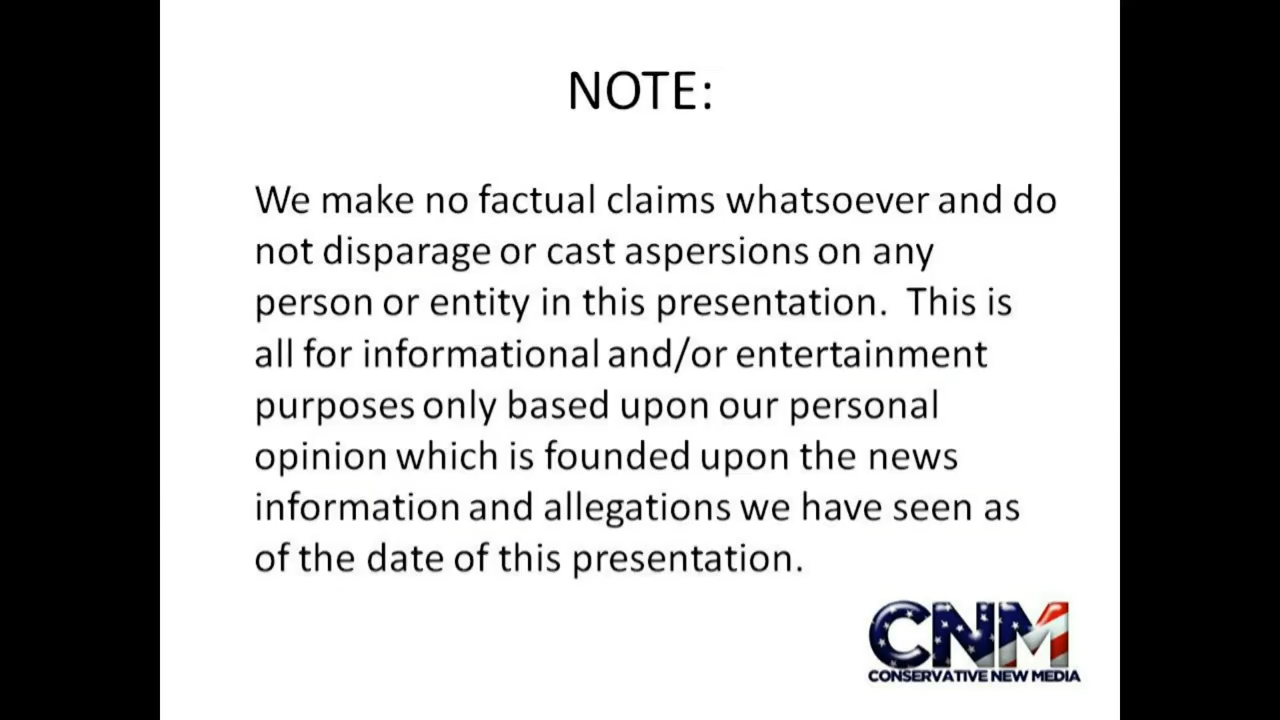 NOTE:
We make no factual claims whatsoever and do
not disparage or cast aspersions on any
person or entity in this presentation.  This is
all for informational and/or entertainment
purposes only based upon our personal
opinion which is founded upon the news
information and allegations we have seen as
of the date of this presentation.
CNM
CONSERVATIVE NEW MEDIA